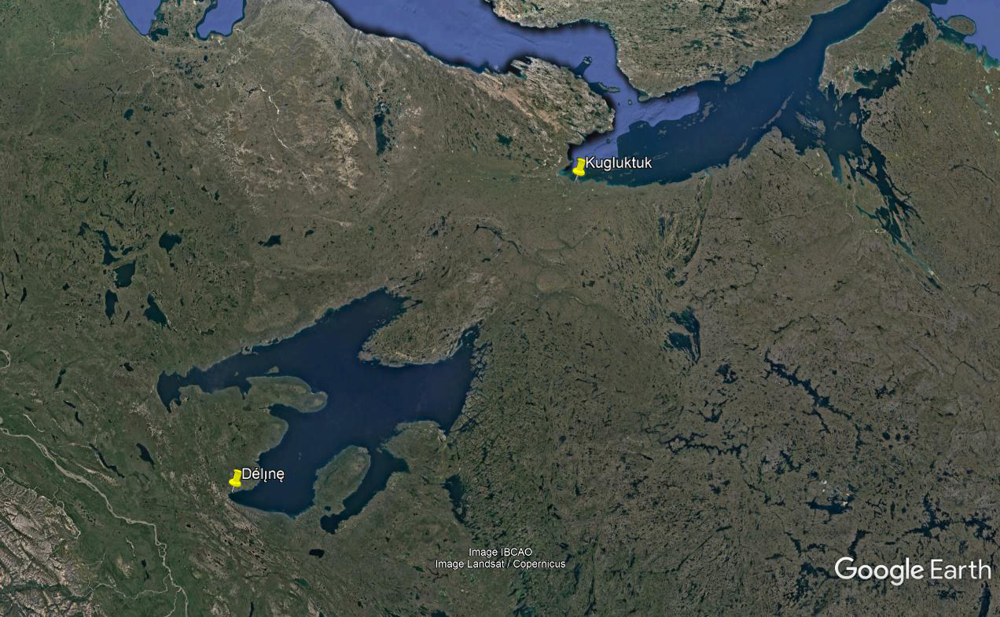 Kugluktuk
Délı̨nę
Image IBCAO
Image Landsat / Copernicus
Google Earth